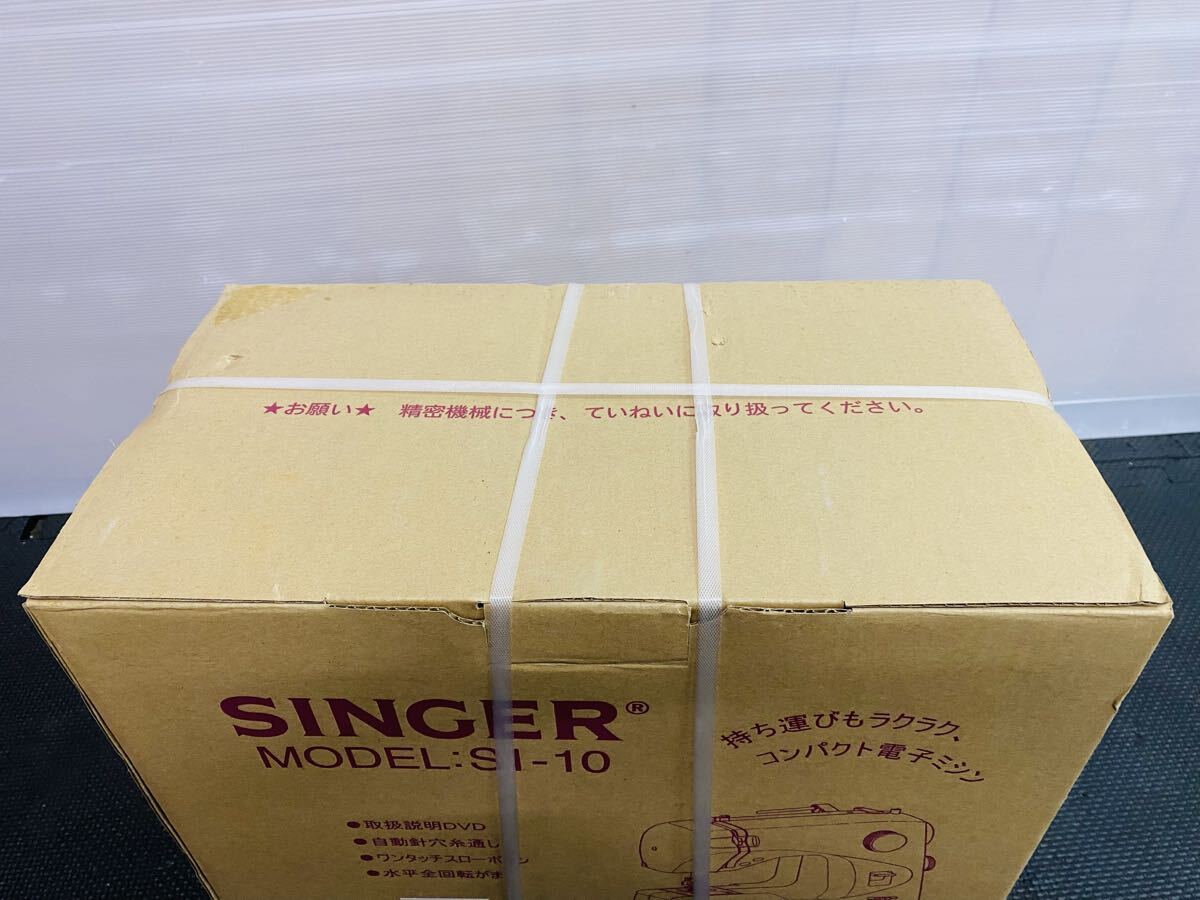 ★お願い★ 精密機械につき、ていねいに取り扱ってください。
SINGER®
MODEL:SI-10
持ち運びもラクラク、
コンパクト電子ミシン
●取扱説明DVD
●自動針穴糸通し
●ワンタッチスローボタン
●水平全回転がま